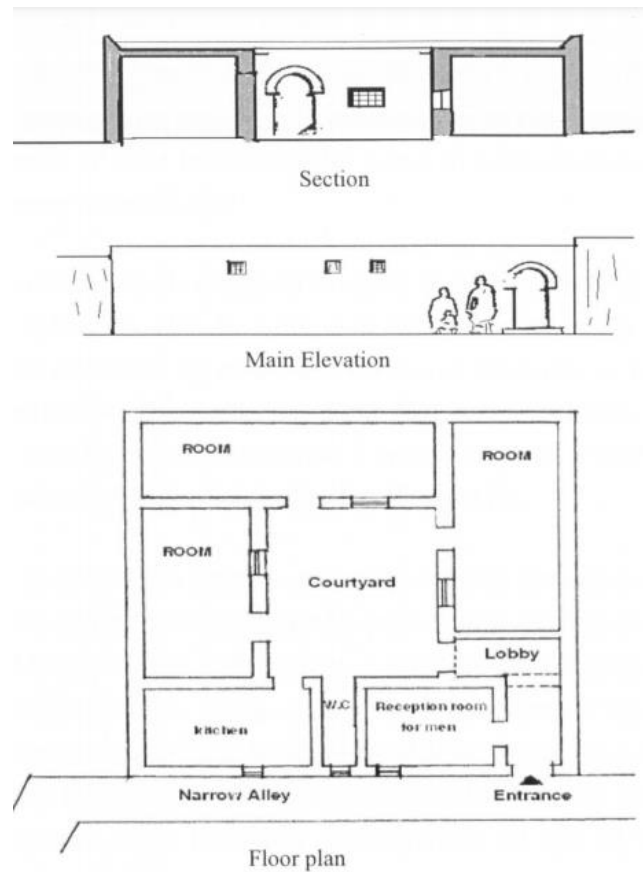 Section
Main Elevation
ROOM
ROOM
ROOM
Courtyard
Lobby
W.C
Reception room
for men
kitchen
Narrow Alley
Entrance
Floor plan